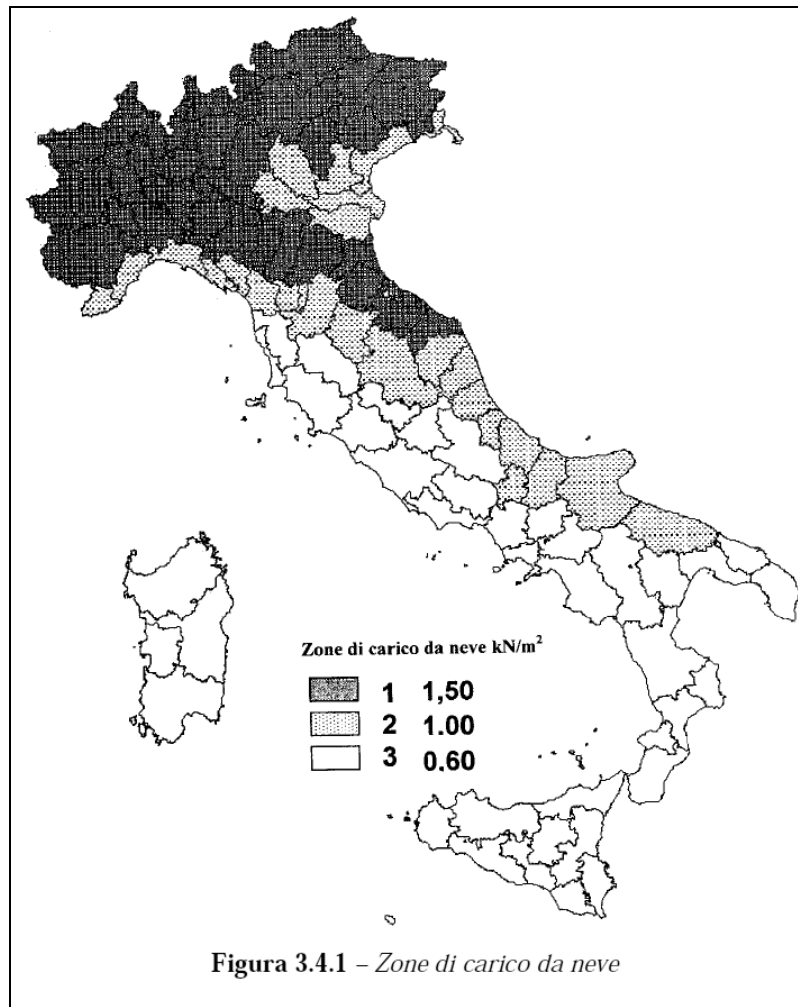 Zone di carico da neve kN/m²
1 1,50
2 1.00
3 0.60
Figura 3.4.1 – Zone di carico da neve